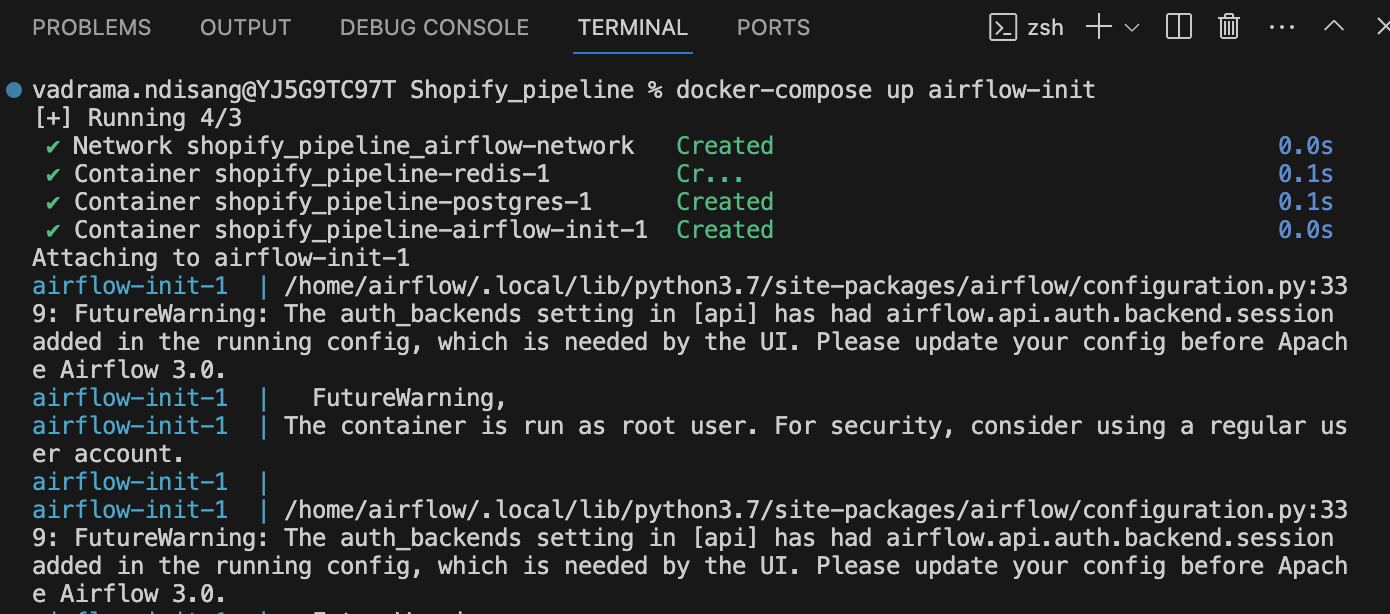 PROBLEMS OUTPUT DEBUG CONSOLE TERMINAL PORTS zsh
vadrama.ndisang@YJ5G9TC97T Shopify_pipeline % docker-compose up airflow-init
[+] Running 4/3
✔ Network shopify_pipeline_airflow-network Created 0.0s
✔ Container shopify_pipeline-redis-1 Cr... 0.1s
✔ Container shopify_pipeline-postgres-1 Created 0.1s
✔ Container shopify_pipeline-airflow-init-1 Created 0.0s
Attaching to airflow-init-1
airflow-init-1 | /home/airflow/.local/lib/python3.7/site-packages/airflow/configuration.py:33
9: FutureWarning: The auth_backends setting in [api] has had airflow.api.auth.backend.session
added in the running config, which is needed by the UI. Please update your config before Apach
e Airflow 3.0.
airflow-init-1 | FutureWarning,
airflow-init-1 | The container is run as root user. For security, consider using a regular us
er account.
airflow-init-1 |
airflow-init-1 | /home/airflow/.local/lib/python3.7/site-packages/airflow/configuration.py:33
9: FutureWarning: The auth_backends setting in [api] has had airflow.api.auth.backend.session
added in the running config, which is needed by the UI. Please update your config before Apach
e Airflow 3.0.